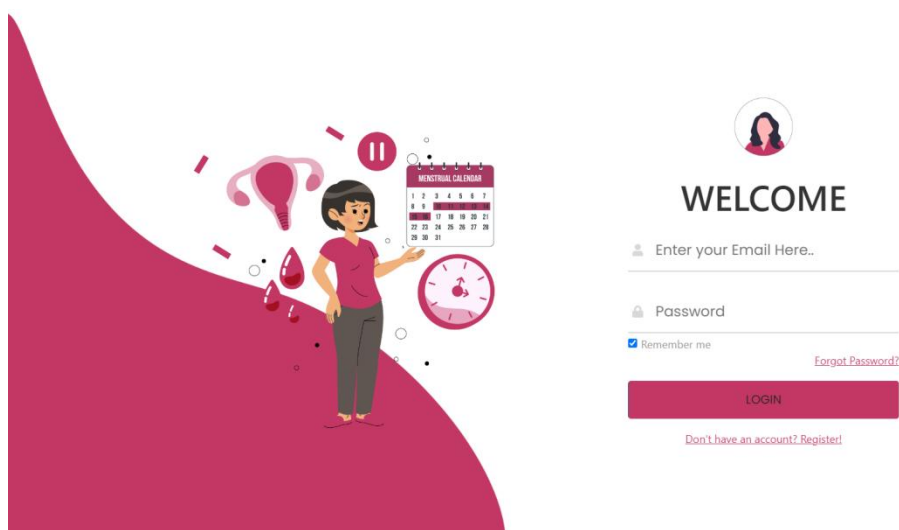 MENSTRUAL CALENDAR
1 2 3 4 5 6 7
8 9 10 11 12 13 14
15 16 17 18 19 20 21
22 23 24 25 26 27 28
29 30 31
WELCOME
Enter your Email Here..
Password
Remember me
Forgot Password?
LOGIN
Don't have an account? Register!